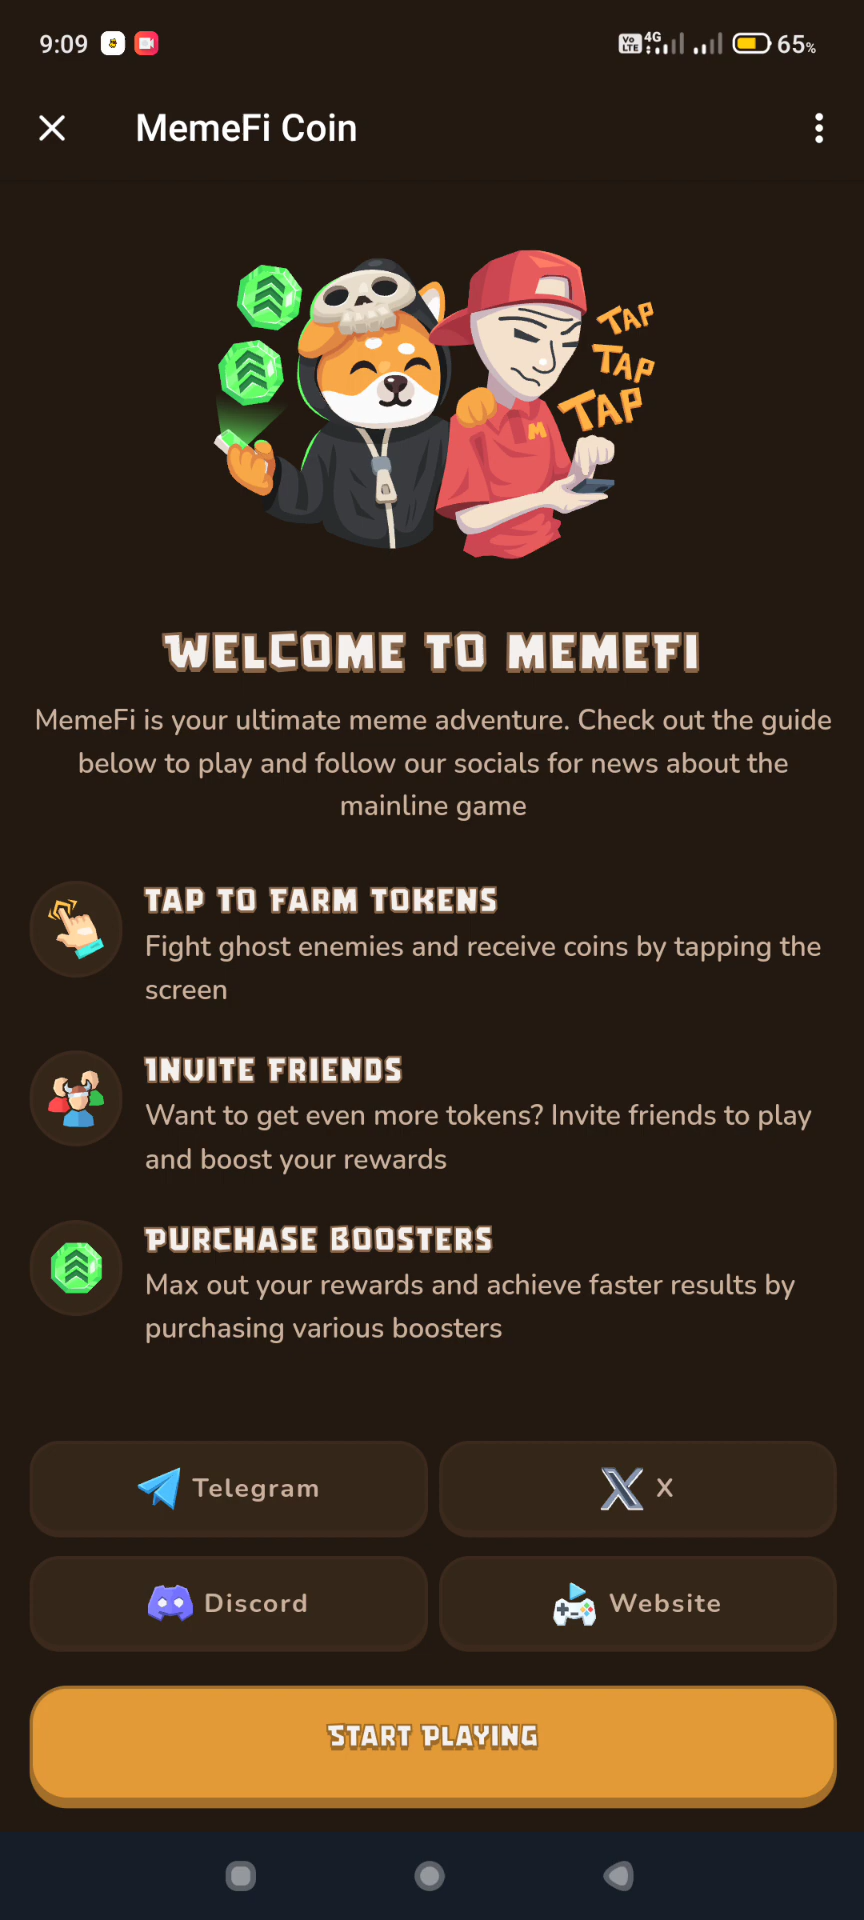 9:09
Vo LTE 4G 65%
MemeFi Coin
TAP
TAP
TAP
M
WELCOME TO MEMEFI
MemeFi is your ultimate meme adventure. Check out the guide
below to play and follow our socials for news about the
mainline game
TAP TO FARM TOKENS
Fight ghost enemies and receive coins by tapping the
screen
INVITE FRIENDS
Want to get even more tokens? Invite friends to play
and boost your rewards
PURCHASE BOOSTERS
Max out your rewards and achieve faster results by
purchasing various boosters
Telegram
X
Discord
Website
START PLAYING